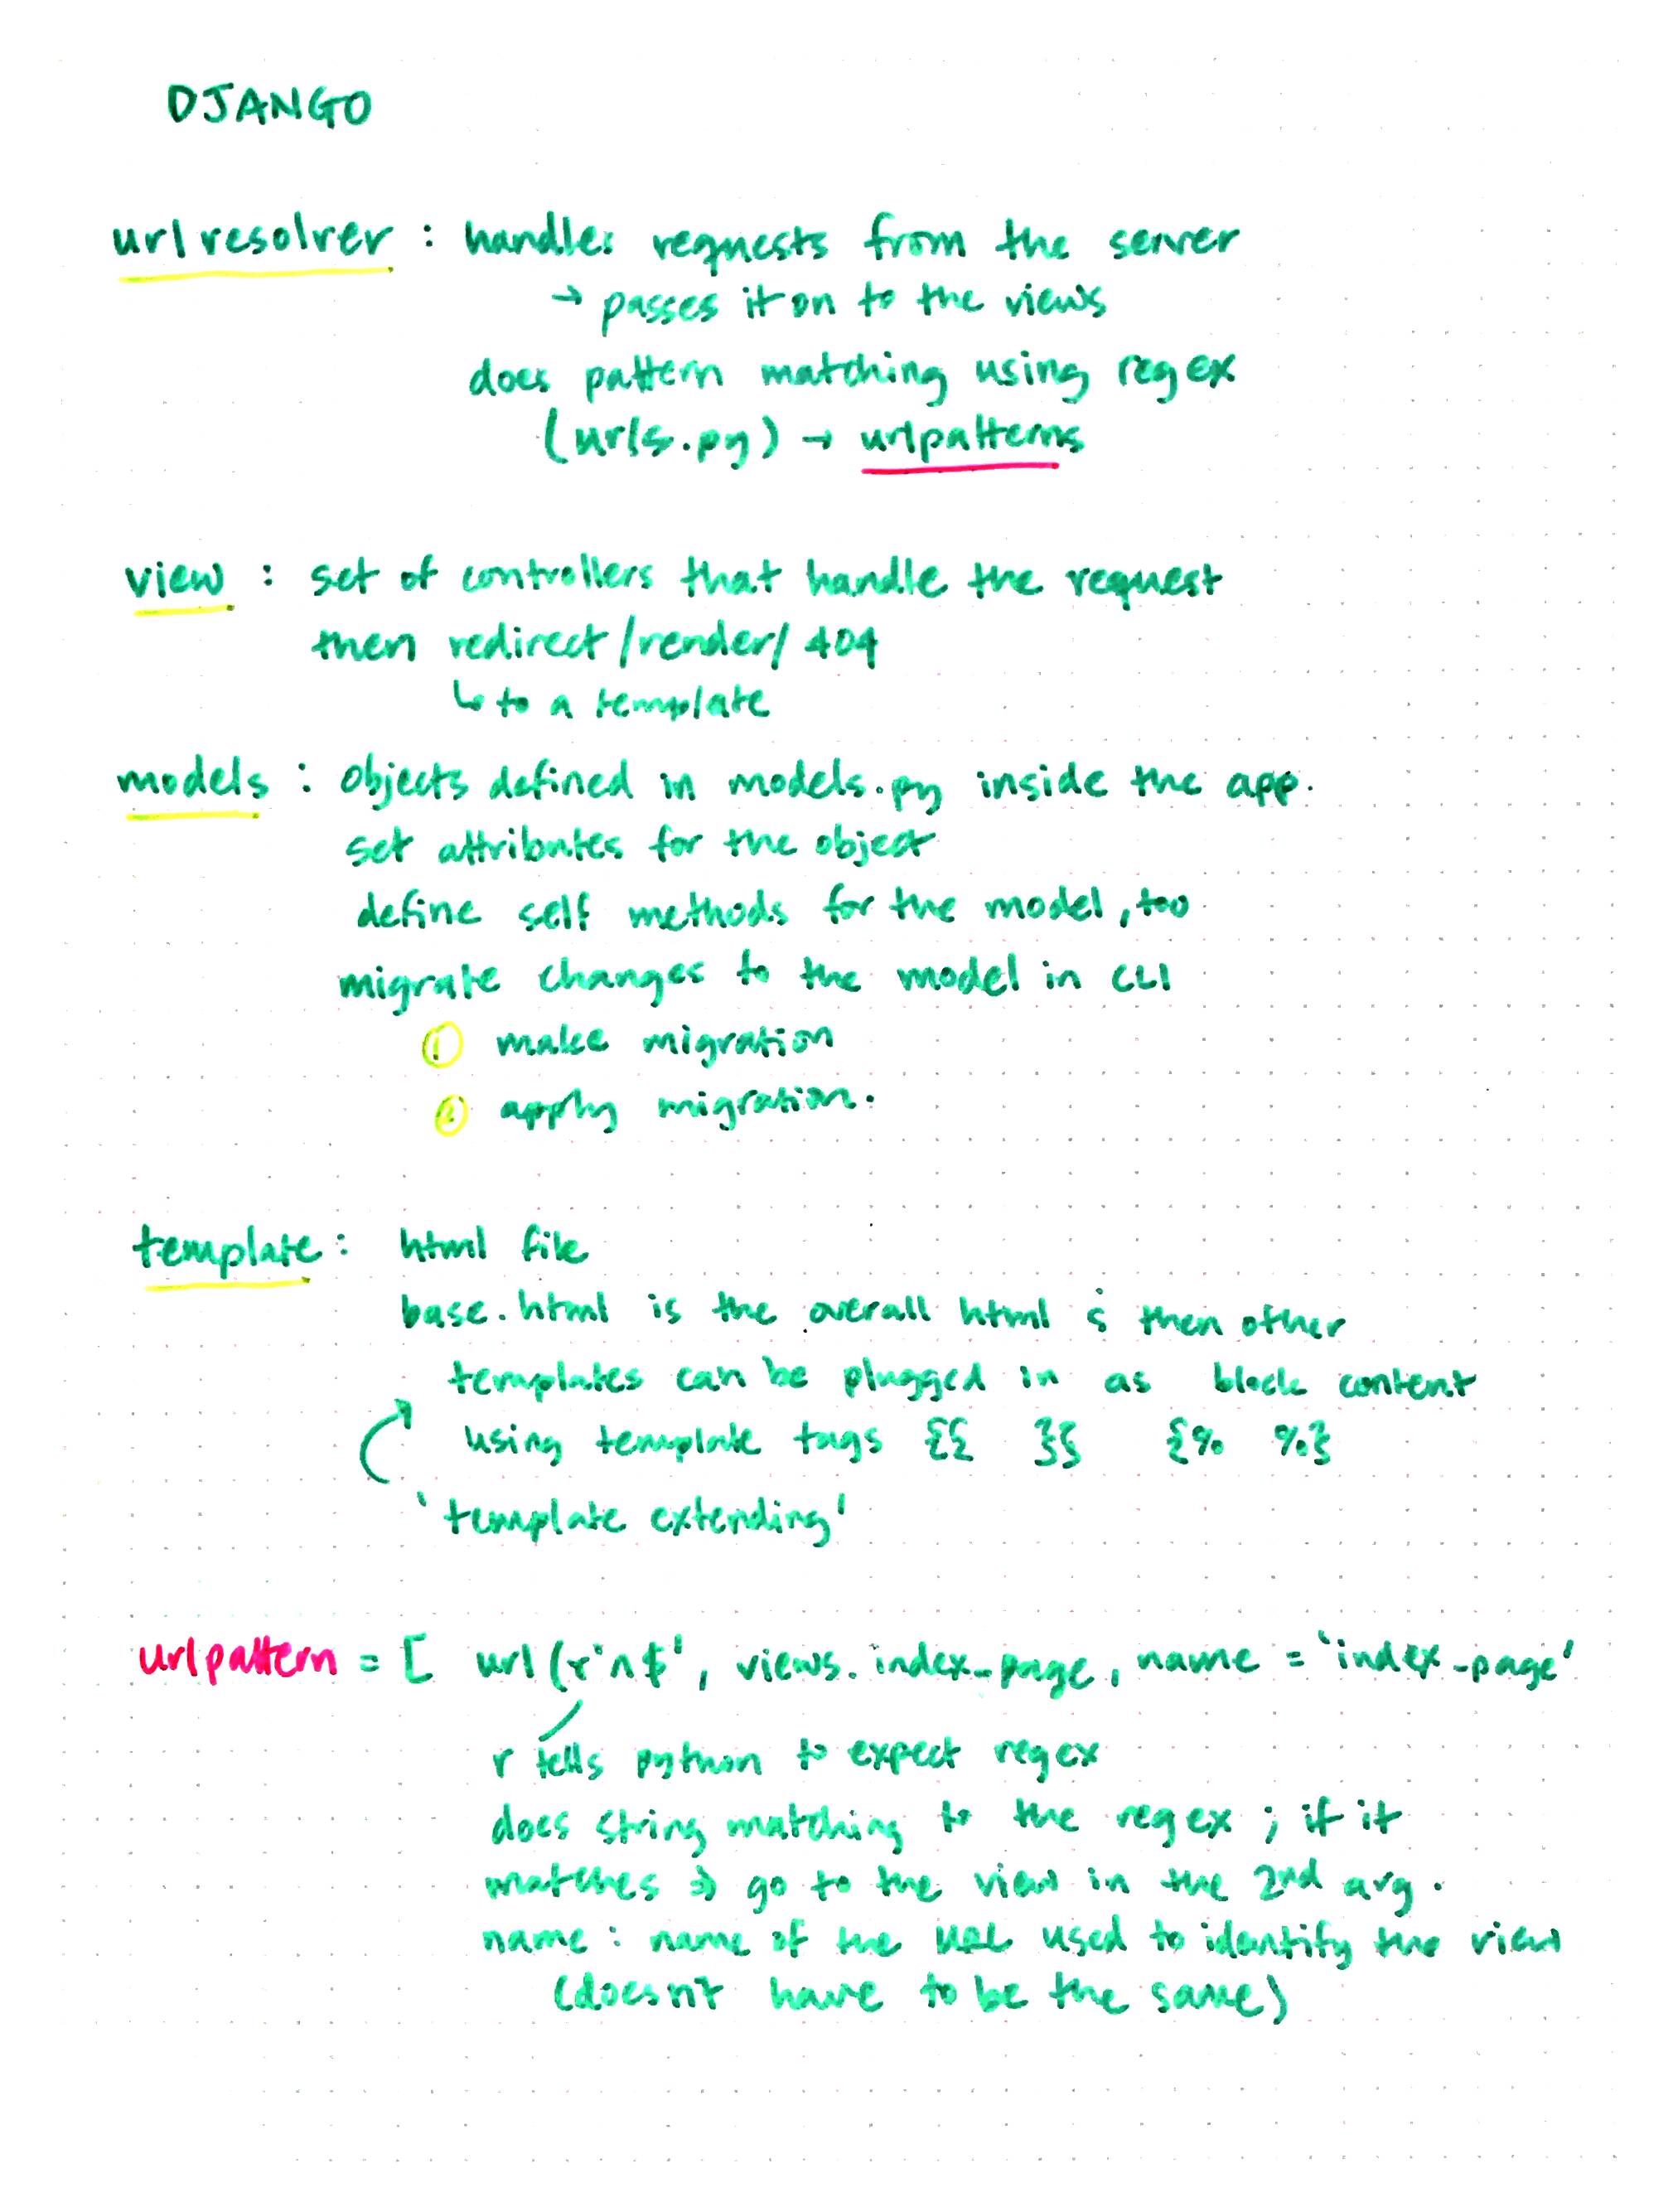 DJANGO
url resolver : handles requests from the server
→ passes it on to the views
does pattern matching using regex
(urls.py) → urlpatterns
view : set of controllers that handle the request
then redirect/render/404
↳ to a template
models : objects defined in models.py inside the app.
set attributes for the object
define self methods for the model, too
migrate changes to the model in CLI
① make migration
② apply migration.
template : html file
base.html is the overall html & then other
templates can be plugged in as block content
using template tags {{ }} {% %}
'template extending'
urlpattern = [ url (r'^$', views.index_page, name = 'index_page'
r tells python to expect regex
does string matching to the regex ; if it
matches → go to the view in the 2nd arg.
name : name of the URL used to identify the view
(doesn't have to be the same)